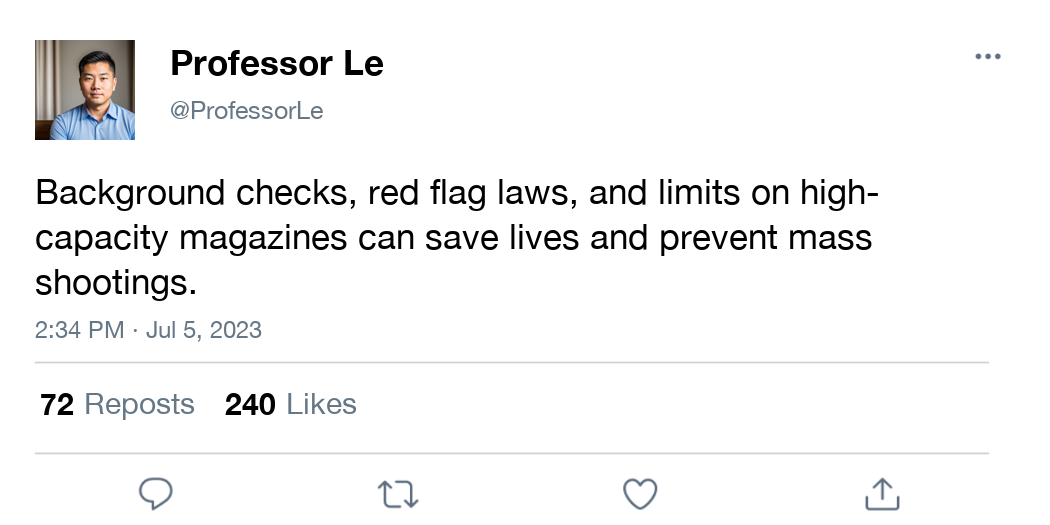 Professor Le
@ProfessorLe
Background checks, red flag laws, and limits on high-
capacity magazines can save lives and prevent mass
shootings.
2:34 PM · Jul 5, 2023
72 Reposts 240 Likes